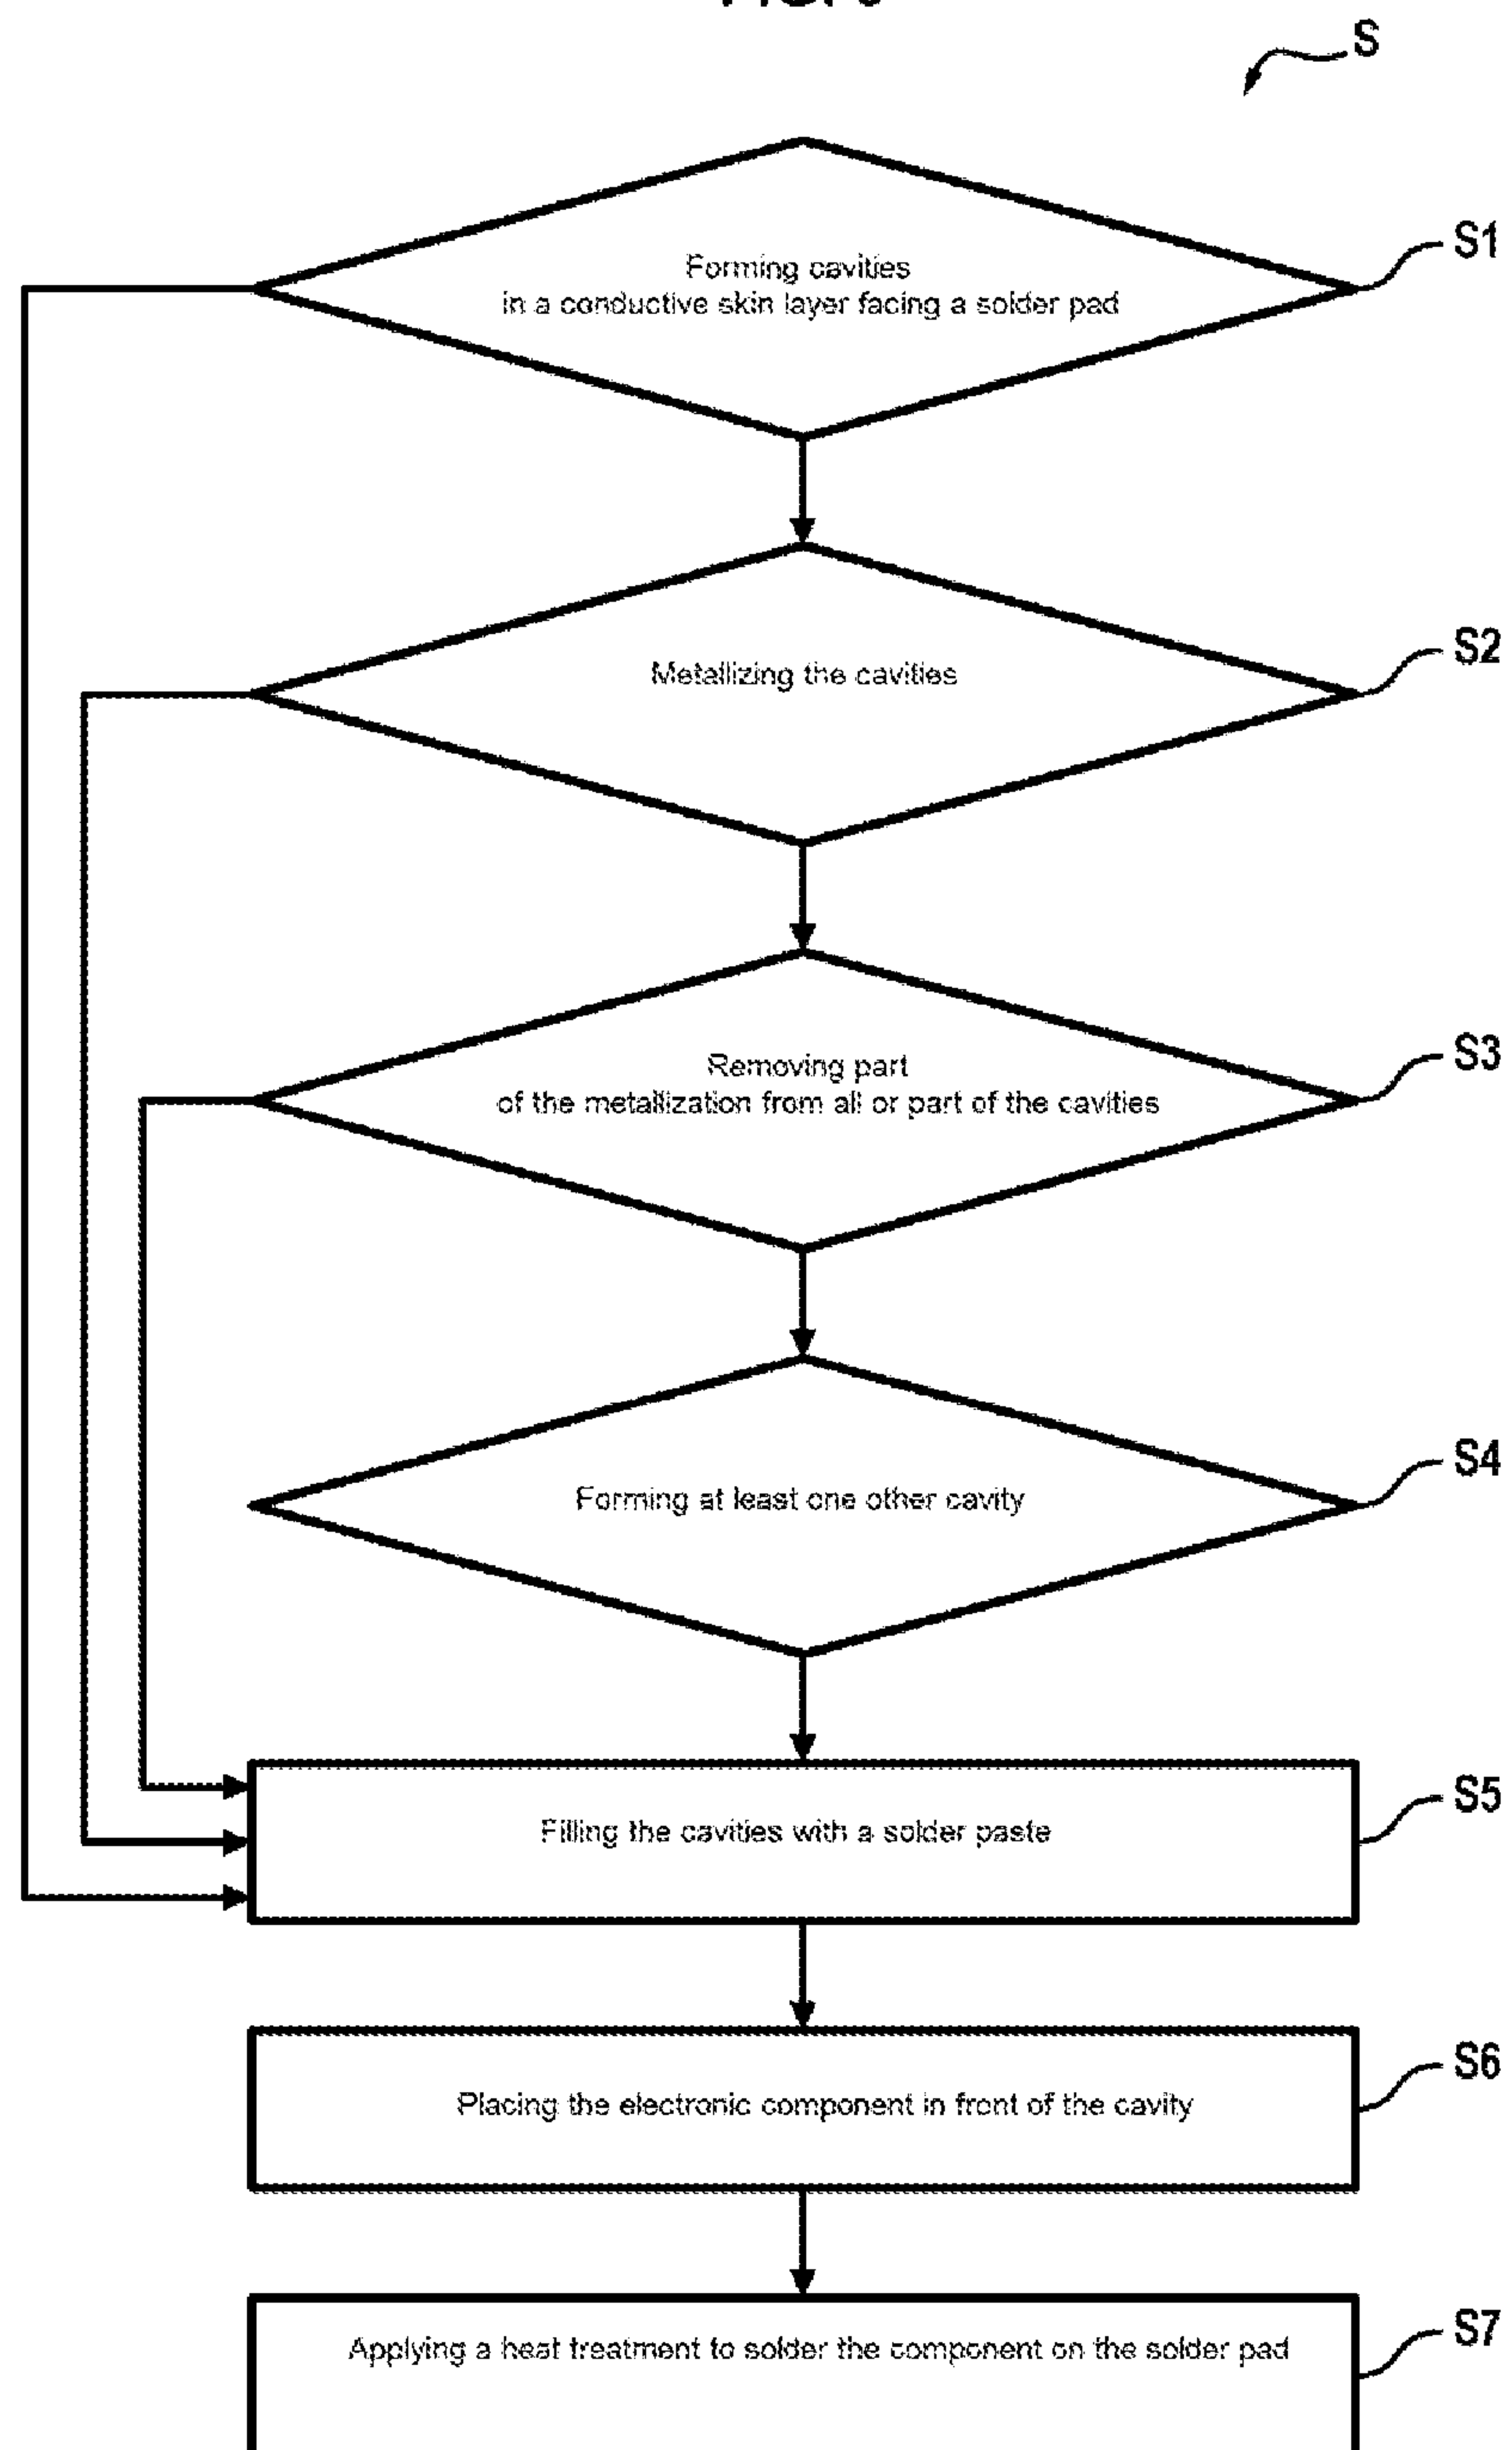 S
Forming cavities
in a conductive skin layer facing a solder pad
S1
Metallizing the cavities
S2
Removing part
of the metallization from all or part of the cavities
S3
Forming at least one other cavity
S4
Filling the cavities with a solder paste
S5
Placing the electronic component in front of the cavity
S6
Applying a heat treatment to solder the component on the solder pad
S7